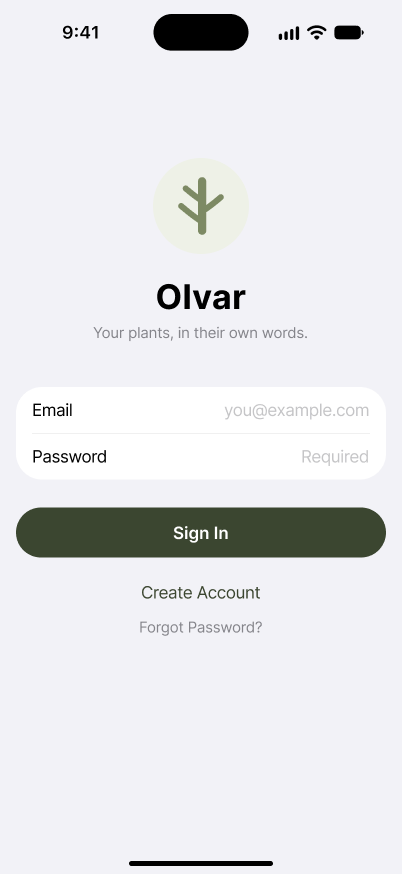 9:41
Olvar
Your plants, in their own words.
Email you@example.com
Password Required
Sign In
Create Account
Forgot Password?